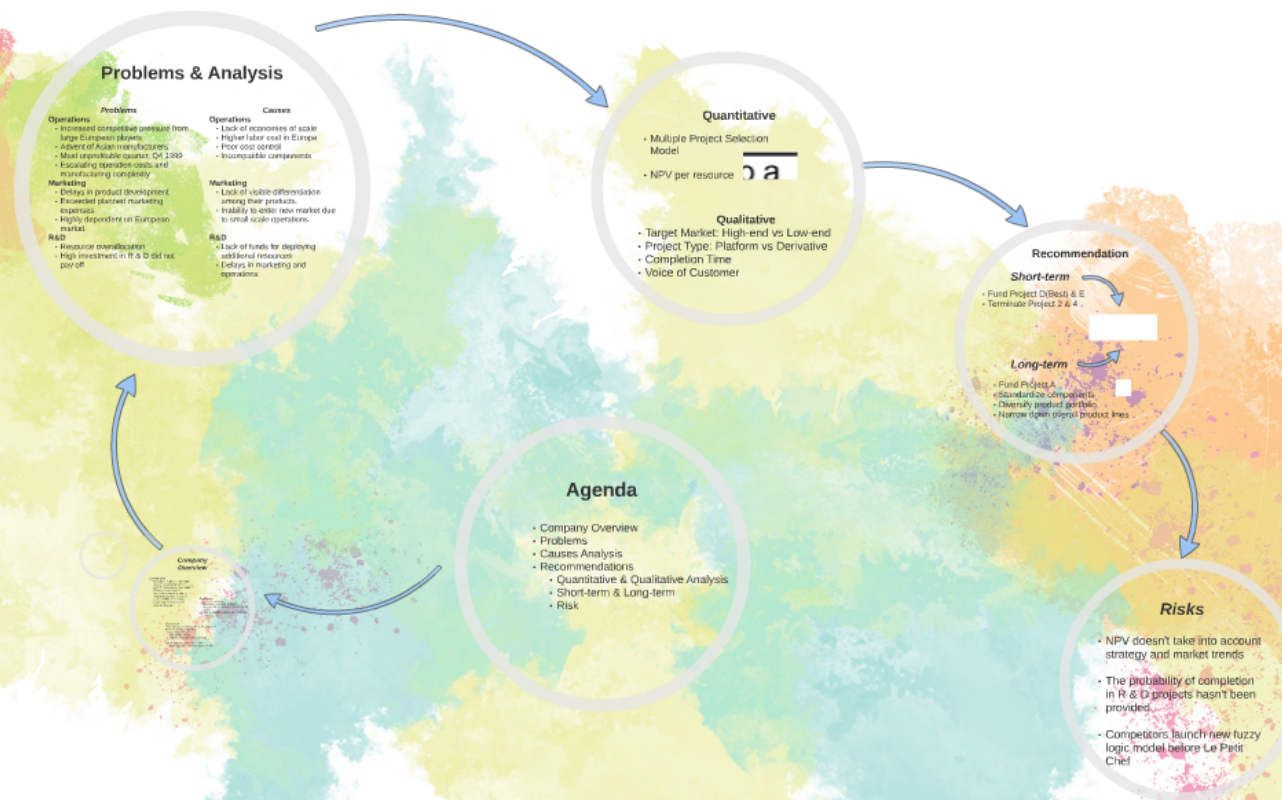 Problems & Analysis
Problems
Operations
- Increased competitive pressure from
large European players
- Advent of Asian manufacturers
- Most unprofitable quarter, Q4 1999
- Escalating operation costs and
manufacturing complexity
Marketing
- Delays in product development
- Exceeded planned marketing
expenses
- Highly dependent on European
market
R&D
- Resource overallocation
- High investment in R & D did not
pay off
Causes
Operations
- Lack of economies of scale
- Higher labor cost in Europe
- Poor cost control
- Incompatible components
Marketing
- Lack of visible differentiation
among their products.
- Inability to enter new market due
to small scale operations
R&D
- Lack of funds for deploying
additional resources
- Delays in marketing and
operations
Quantitative
- Multiple Project Selection
Model
- NPV per resource
Qualitative
- Target Market: High-end vs Low-end
- Project Type: Platform vs Derivative
- Completion Time
- Voice of Customer
Recommendation
Short-term
- Fund Project D(Best) & E
- Terminate Project 2 & 4 .
Long-term
- Fund Project A
- Standardize components
- Diversify product portfolio
- Narrow down overall product lines
Agenda
- Company Overview
- Problems
- Causes Analysis
- Recommendations
- Quantitative & Qualitative Analysis
- Short-term & Long-term
- Risk
Company
Overview
Risks
- NPV doesn't take into account
strategy and market trends
- The probability of completion
in R & D projects hasn't been
provided
- Competitors launch new fuzzy
logic model before Le Petit
Chef